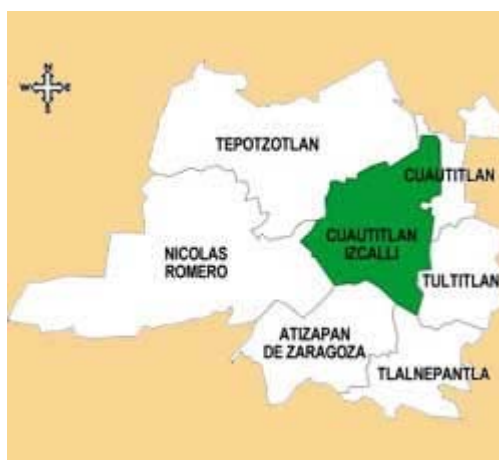 N
W E
S
TEPOTZOTLAN
CUAUTITLAN
CUAUTITLAN
IZCALLI
NICOLAS
ROMERO
TULTITLAN
ATIZAPAN
DE ZARAGOZA
TLALNEPANTLA